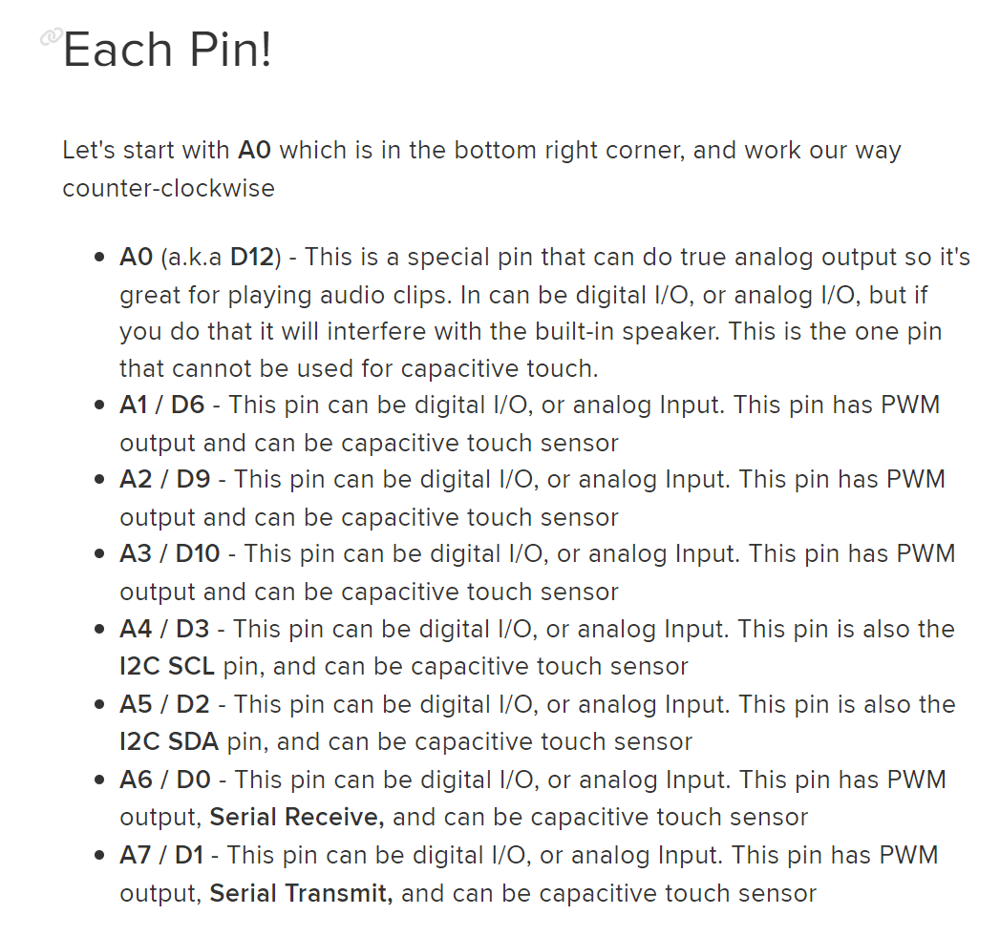 Each Pin!
Let's start with A0 which is in the bottom right corner, and work our way
counter-clockwise
• A0 (a.k.a D12) - This is a special pin that can do true analog output so it's
great for playing audio clips. In can be digital I/O, or analog I/O, but if
you do that it will interfere with the built-in speaker. This is the one pin
that cannot be used for capacitive touch.
• A1 / D6 - This pin can be digital I/O, or analog Input. This pin has PWM
output and can be capacitive touch sensor
• A2 / D9 - This pin can be digital I/O, or analog Input. This pin has PWM
output and can be capacitive touch sensor
• A3 / D10 - This pin can be digital I/O, or analog Input. This pin has PWM
output and can be capacitive touch sensor
• A4 / D3 - This pin can be digital I/O, or analog Input. This pin is also the
I2C SCL pin, and can be capacitive touch sensor
• A5 / D2 - This pin can be digital I/O, or analog Input. This pin is also the
I2C SDA pin, and can be capacitive touch sensor
• A6 / D0 - This pin can be digital I/O, or analog Input. This pin has PWM
output, Serial Receive, and can be capacitive touch sensor
• A7 / D1 - This pin can be digital I/O, or analog Input. This pin has PWM
output, Serial Transmit, and can be capacitive touch sensor